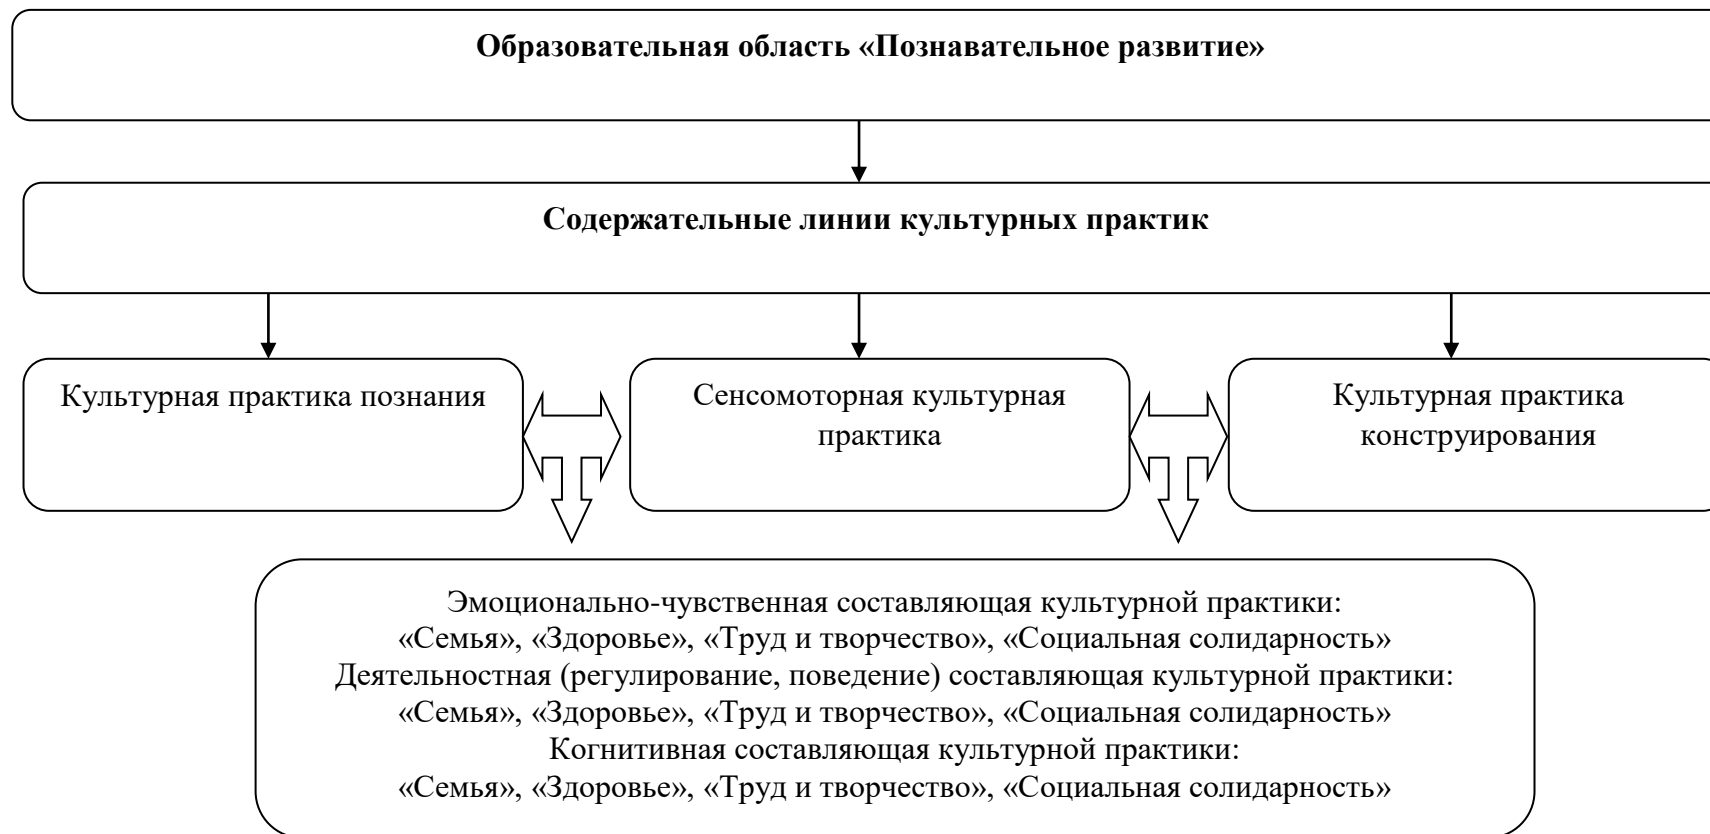 Образовательная область «Познавательное развитие»
Содержательные линии культурных практик
Культурная практика познания
Сенсомоторная культурная
практика
Культурная практика
конструирования
Эмоционально-чувственная составляющая культурной практики:
«Семья», «Здоровье», «Труд и творчество», «Социальная солидарность»
Деятельностная (регулирование, поведение) составляющая культурной практики:
«Семья», «Здоровье», «Труд и творчество», «Социальная солидарность»
Когнитивная составляющая культурной практики:
«Семья», «Здоровье», «Труд и творчество», «Социальная солидарность»